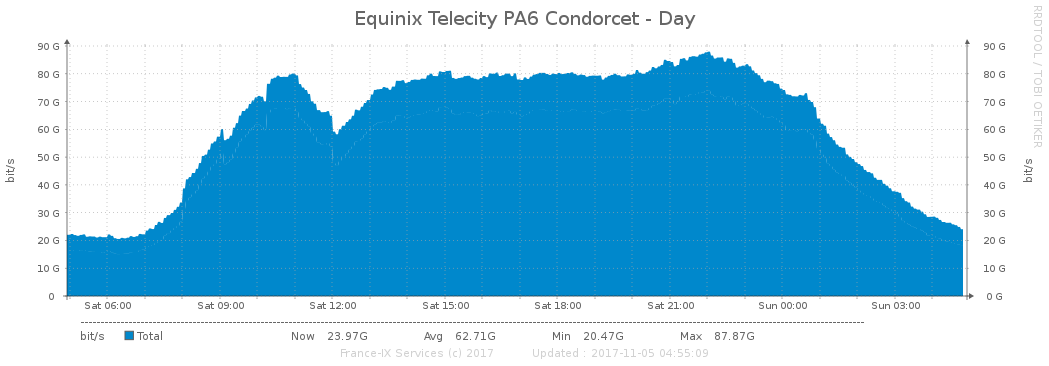 Equinix Telecity PA6 Condorcet - Day
RRDTOOL / TOBI OETIKER
90 G 90 G
80 G 80 G
70 G 70 G
60 G 60 G
50 G 50 G
40 G 40 G
30 G 30 G
20 G 20 G
10 G 10 G
0 0 G
bit/s
bit/s
Sat 06:00 Sat 09:00 Sat 12:00 Sat 15:00 Sat 18:00 Sat 21:00 Sun 00:00 Sun 03:00
bit/s Total Now 23.97G Avg 62.71G Min 20.47G Max 87.87G
France-IX Services (c) 2017 Updated : 2017-11-05 04:55:09